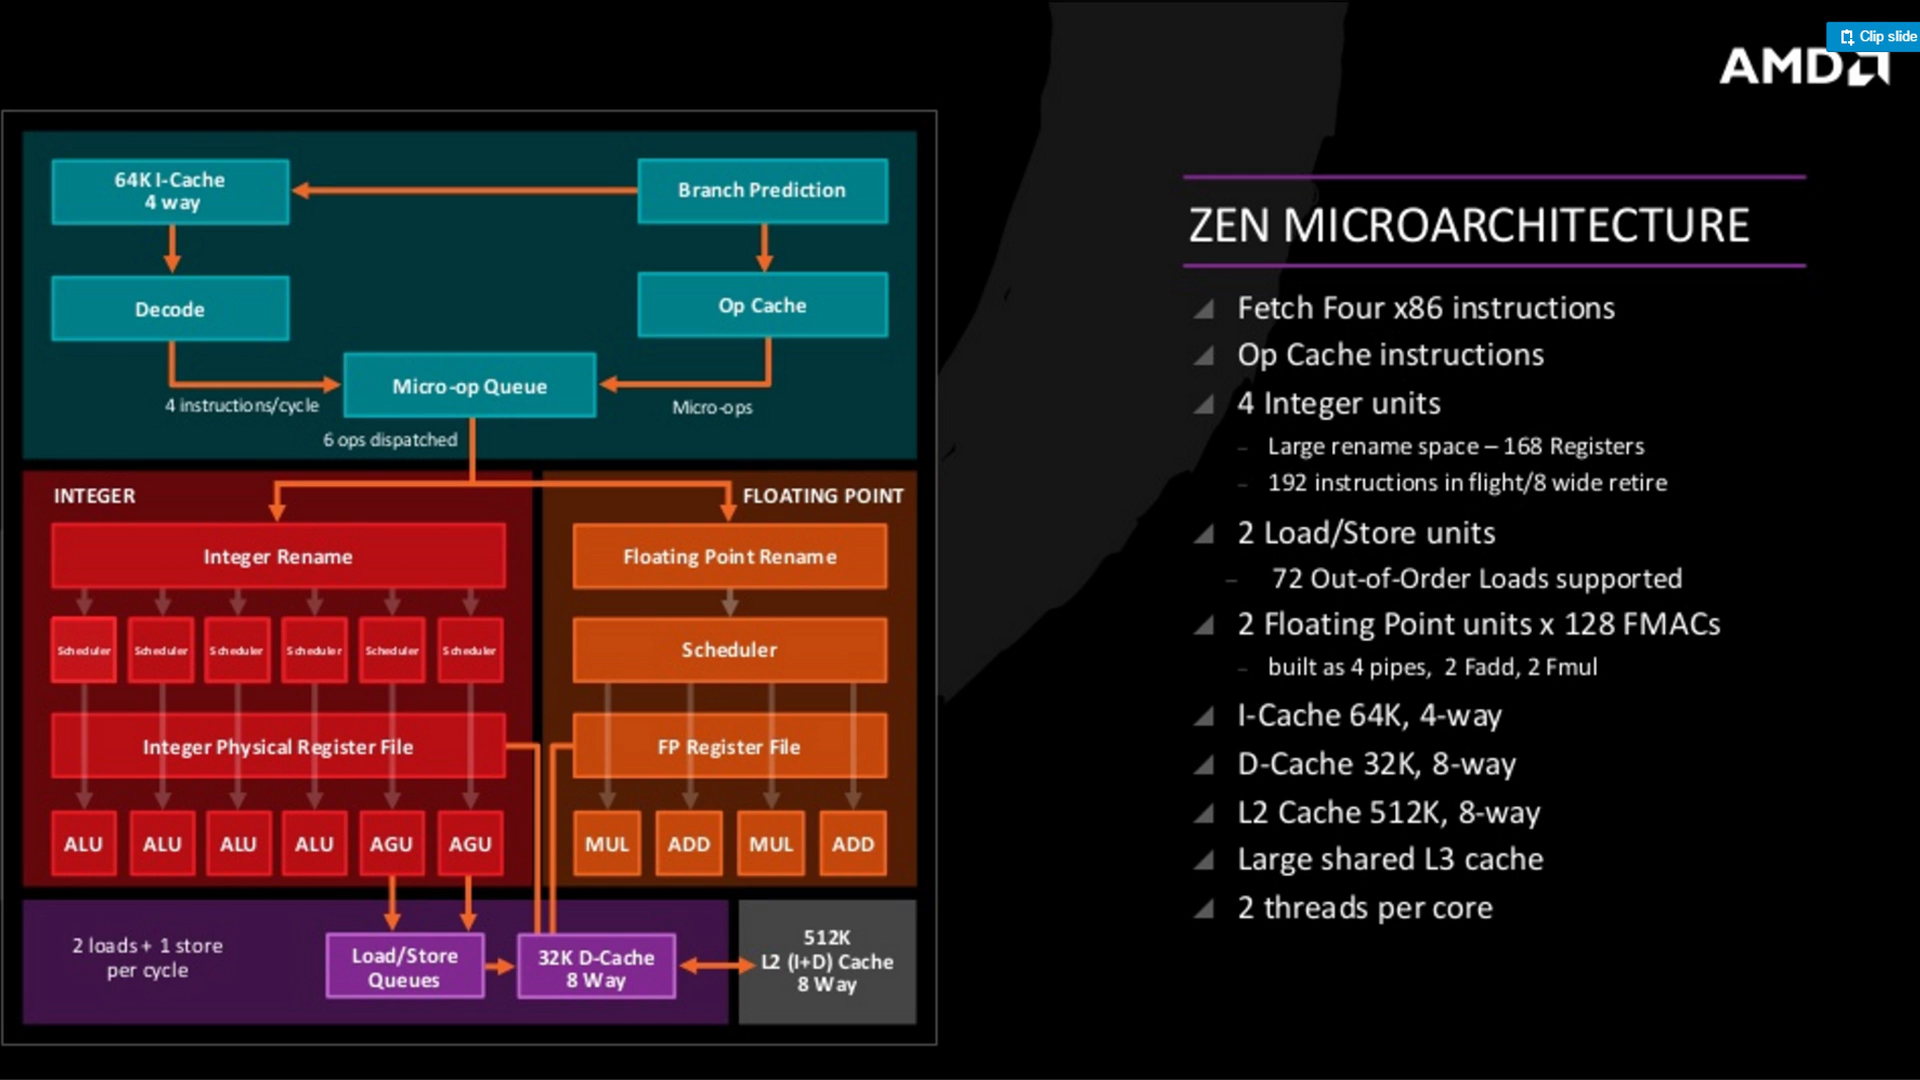 Clip slide
AMD
64K I-Cache
4 way
Branch Prediction
Decode
Op Cache
Micro-op Queue
4 instructions/cycle
Micro-ops
6 ops dispatched
INTEGER
FLOATING POINT
Integer Rename
Floating Point Rename
Scheduler
Scheduler
Scheduler
Scheduler
Scheduler
Scheduler
Scheduler
Integer Physical Register File
FP Register File
ALU
ALU
ALU
ALU
AGU
AGU
MUL
ADD
MUL
ADD
2 loads + 1 store
per cycle
Load/Store
Queues
32K D-Cache
8 Way
512K
L2 (I+D) Cache
8 Way
ZEN MICROARCHITECTURE
Fetch Four x86 instructions
Op Cache instructions
4 Integer units
– Large rename space – 168 Registers
– 192 instructions in flight/8 wide retire
2 Load/Store units
– 72 Out-of-Order Loads supported
2 Floating Point units x 128 FMACs
– built as 4 pipes, 2 Fadd, 2 Fmul
I-Cache 64K, 4-way
D-Cache 32K, 8-way
L2 Cache 512K, 8-way
Large shared L3 cache
2 threads per core